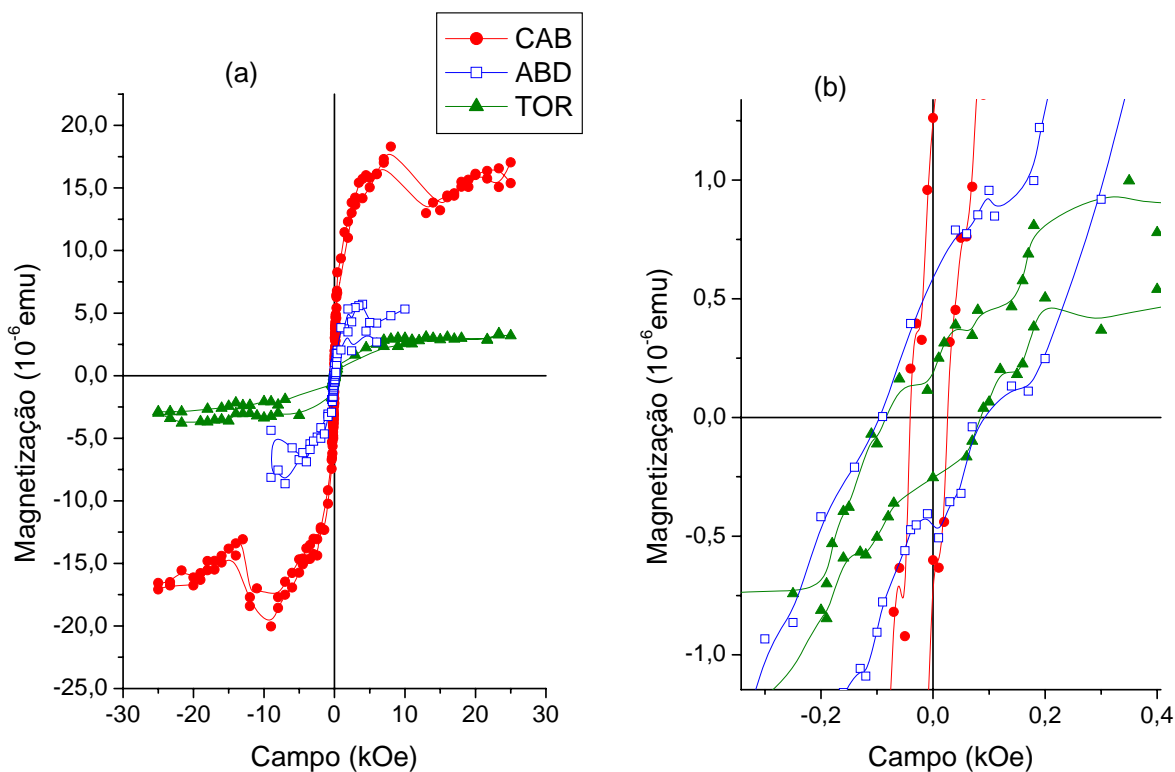 CAB
ABD
TOR
(a)
20,0
15,0
10,0
5,0
0,0
-5,0
-10,0
-15,0
-20,0
-25,0
-30
-20
-10
0
10
20
30
Magnetização (10⁻⁶emu)
Campo (kOe)
(b)
1,0
0,5
0,0
-0,5
-1,0
-0,2
0,0
0,2
0,4
Magnetização (10⁻⁶emu)
Campo (kOe)